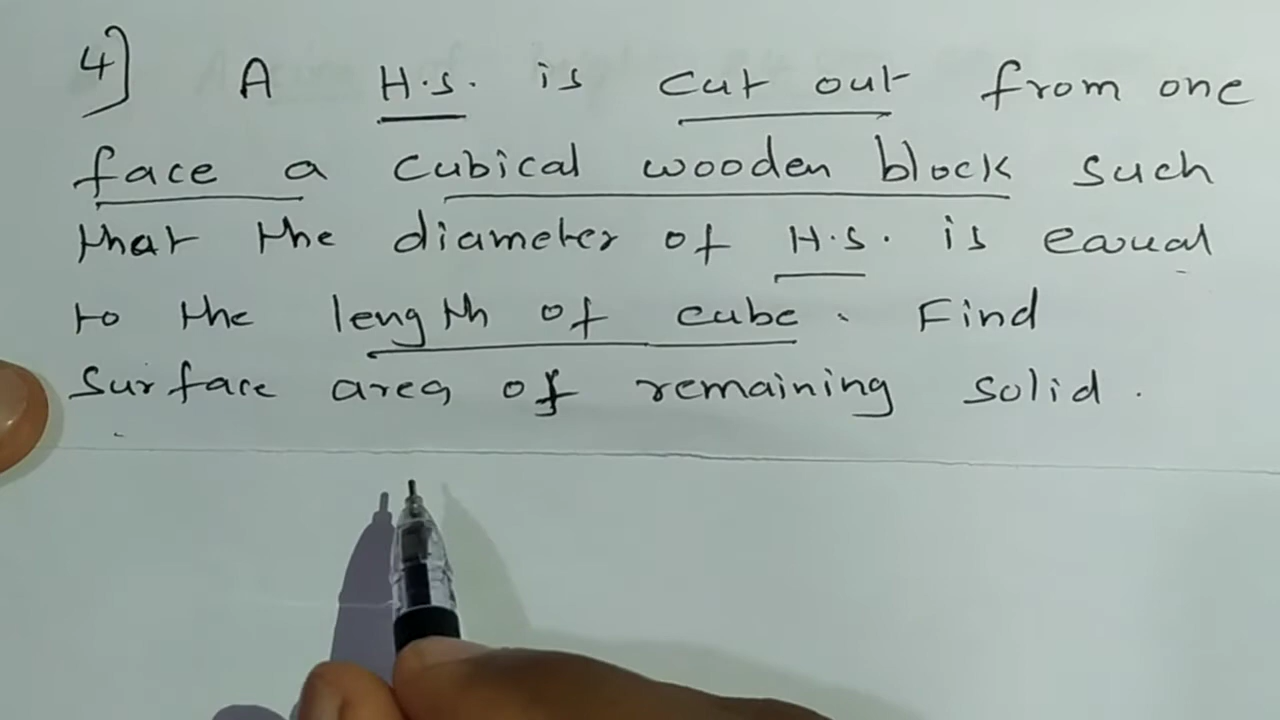 4] A H.S. is cut out from one
face a cubical wooden block such
that the diameter of H.S. is equal
to the length of cube. Find
Surface area of remaining solid.